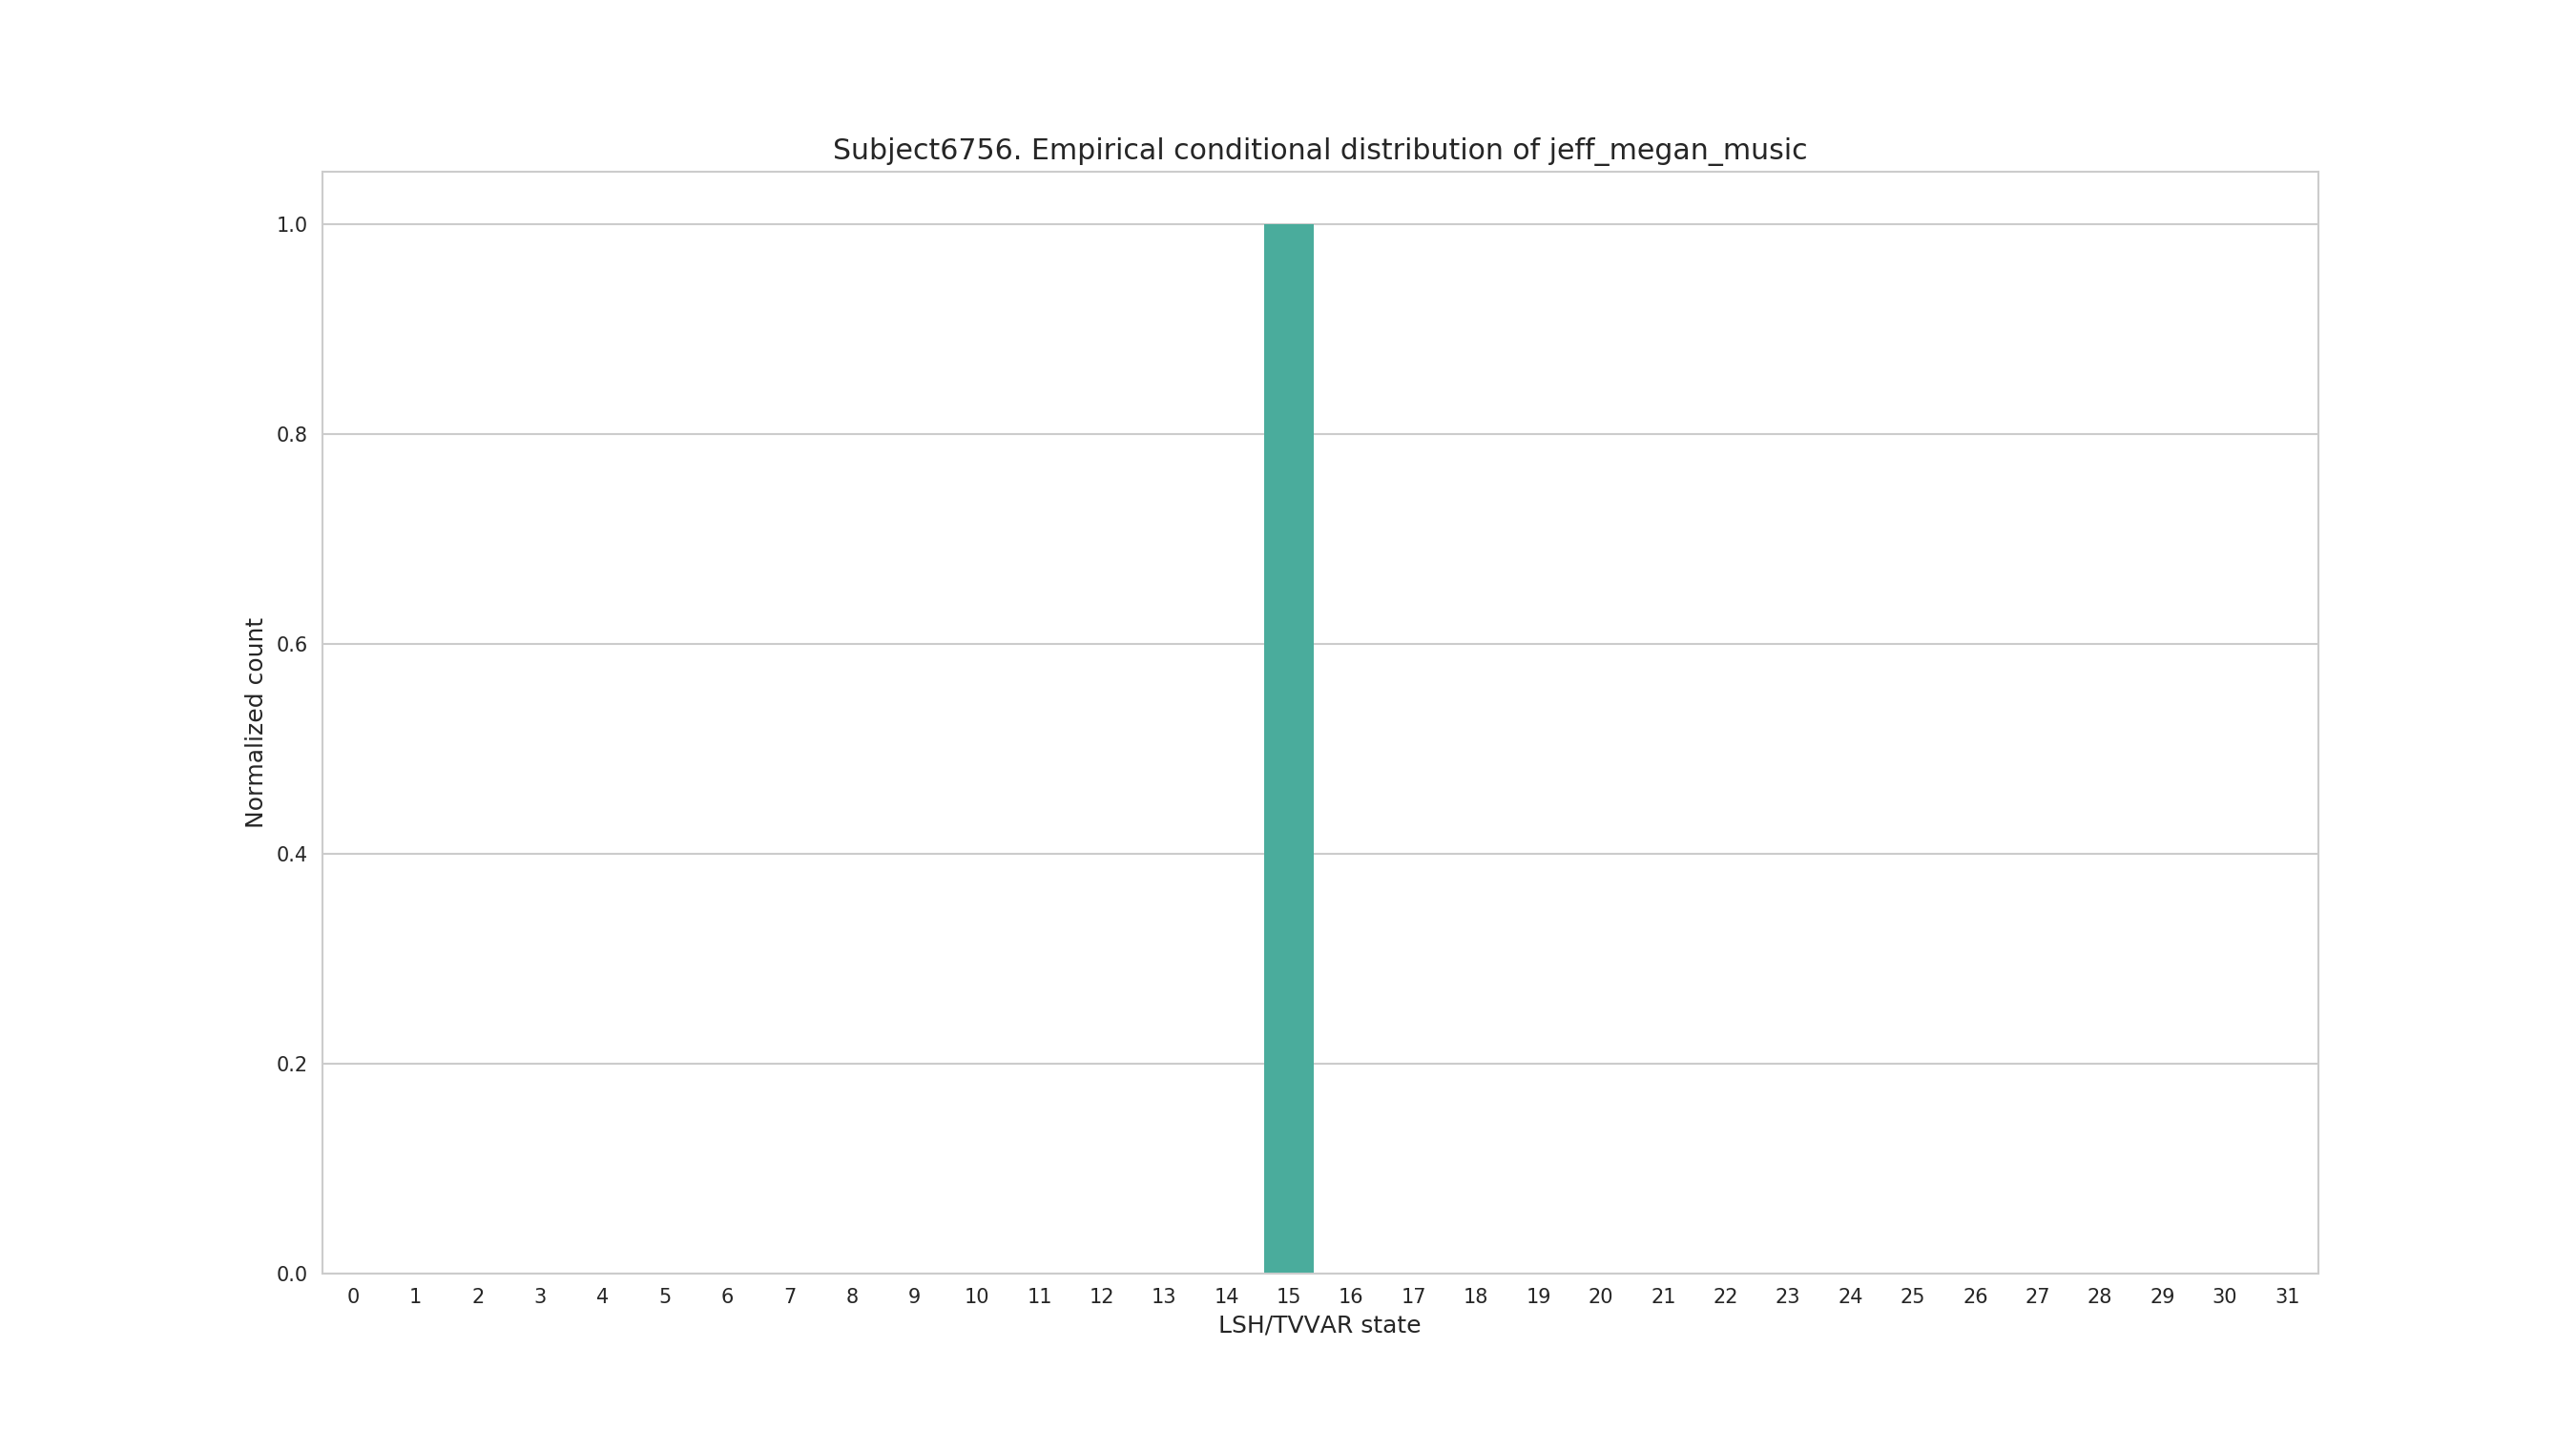 Subject6756. Empirical conditional distribution of jeff_megan_music
1.0
0.8
0.6
0.4
0.2
0.0
Normalized count
0 1 2 3 4 5 6 7 8 9 10 11 12 13 14 15 16 17 18 19 20 21 22 23 24 25 26 27 28 29 30 31
LSH/TVVAR state